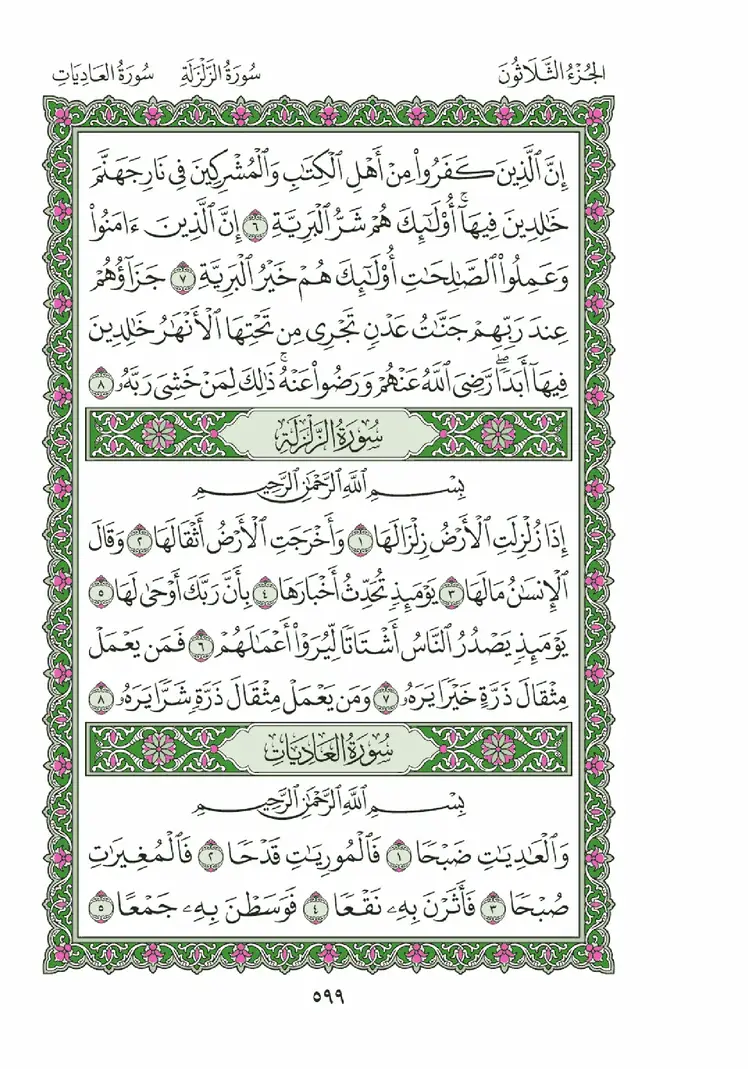 الجُزْءُ الثَّلَاثُونَ سُورَةُ الزَّلْزَلَةِ سُورَةُ العَادِيَاتِ
إِنَّ ٱلَّذِينَ كَفَرُوا۟ مِنْ أَهْلِ ٱلْكِتَٰبِ وَٱلْمُشْرِكِينَ فِى نَارِ جَهَنَّمَ
خَٰلِدِينَ فِيهَآ ۚ أُو۟لَٰٓئِكَ هُمْ شَرُّ ٱلْبَرِيَّةِ ٦ إِنَّ ٱلَّذِينَ ءَامَنُوا۟
وَعَمِلُوا۟ ٱلصَّٰلِحَٰتِ أُو۟لَٰٓئِكَ هُمْ خَيْرُ ٱلْبَرِيَّةِ ٧ جَزَآؤُهُمْ
عِندَ رَبِّهِمْ جَنَّٰتُ عَدْنٍ تَجْرِى مِن تَحْتِهَا ٱلْأَنْهَٰرُ خَٰلِدِينَ
فِيهَآ أَبَدًا ۖ رَّضِىَ ٱللَّهُ عَنْهُمْ وَرَضُوا۟ عَنْهُ ۚ ذَٰلِكَ لِمَنْ خَشِىَ رَبَّهُۥ ٨
سُورَةُ الزَّلْزَلَةِ
بِسْمِ ٱللَّهِ ٱلرَّحْمَٰنِ ٱلرَّحِيمِ
إِذَا زُلْزِلَتِ ٱلْأَرْضُ زِلْزَالَهَا ١ وَأَخْرَجَتِ ٱلْأَرْضُ أَثْقَالَهَا ٢ وَقَالَ
ٱلْإِنسَٰنُ مَا لَهَا ٣ يَوْمَئِذٍ تُحَدِّثُ أَخْبَارَهَا ٤ بِأَنَّ رَبَّكَ أَوْحَىٰ لَهَا ٥
يَوْمَئِذٍ يَصْدُرُ ٱلنَّاسُ أَشْتَاتًا لِّيُرَوْا۟ أَعْمَٰلَهُمْ ٦ فَمَن يَعْمَلْ
مِثْقَالَ ذَرَّةٍ خَيْرًا يَرَهُۥ ٧ وَمَن يَعْمَلْ مِثْقَالَ ذَرَّةٍ شَرًّا يَرَهُۥ ٨
سُورَةُ العَادِيَاتِ
بِسْمِ ٱللَّهِ ٱلرَّحْمَٰنِ ٱلرَّحِيمِ
وَٱلْعَٰدِيَٰتِ ضَبْحًا ١ فَٱلْمُورِيَٰتِ قَدْحًا ٢ فَٱلْمُغِيرَٰتِ
صُبْحًا ٣ فَأَثَرْنَ بِهِۦ نَقْعًا ٤ فَوَسَطْنَ بِهِۦ جَمْعًا ٥
٥٩٩